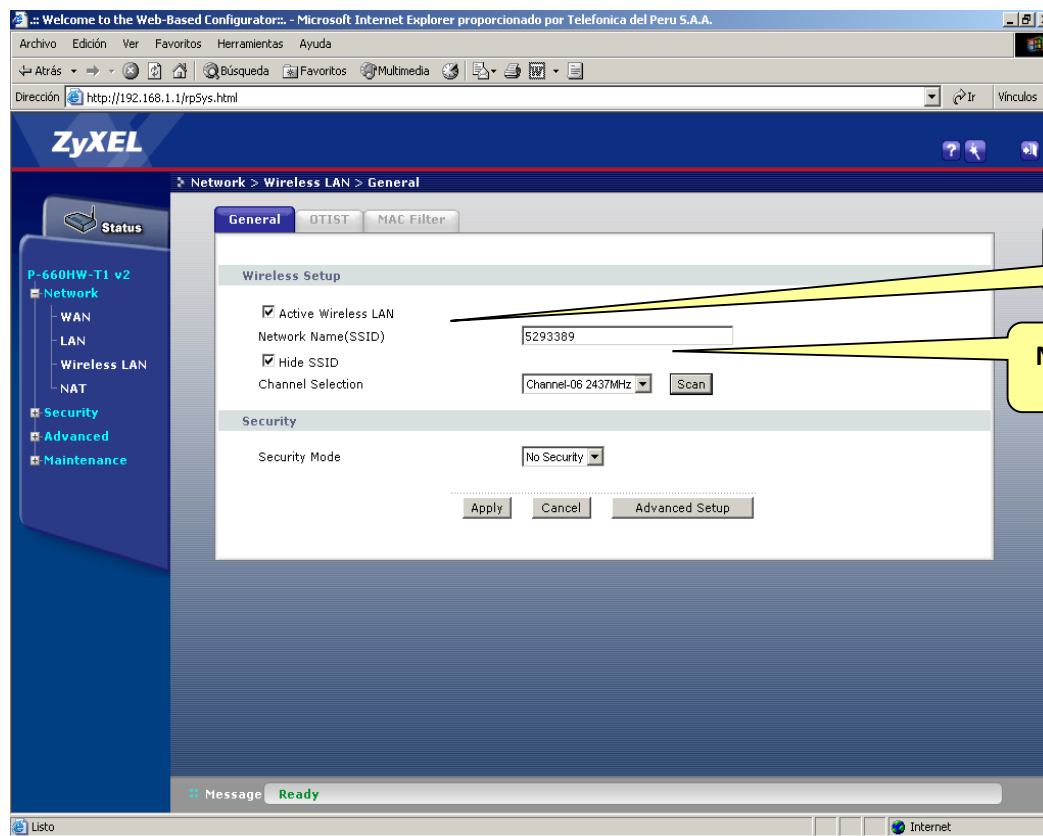 .:: Welcome to the Web-Based Configurator::. - Microsoft Internet Explorer proporcionado por Telefonica del Peru S.A.A.
Archivo Edición Ver Favoritos Herramientas Ayuda
Atrás Búsqueda Favoritos Multimedia
Dirección http://192.168.1.1/rpSys.html Ir Vínculos
ZyXEL
Network > Wireless LAN > General
Status
General OTIST MAC Filter
P-660HW-T1 v2
Network
WAN
LAN
Wireless LAN
NAT
Security
Advanced
Maintenance
Wireless Setup
Active Wireless LAN
Network Name(SSID) 5293389
Hide SSID
Channel Selection Channel-06 2437MHz Scan
Security
Security Mode No Security
Apply Cancel Advanced Setup
Message Ready
Listo Internet